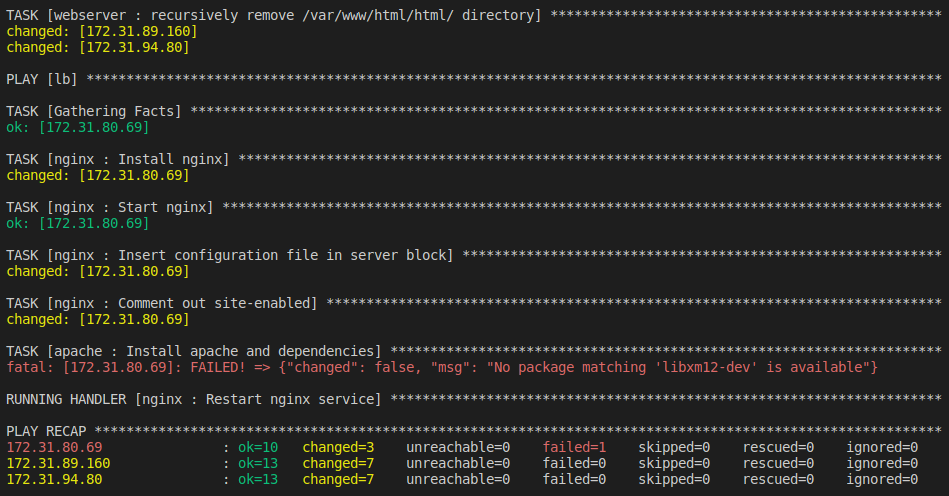 TASK [webserver : recursively remove /var/www/html/html/ directory] *************************************************
changed: [172.31.89.160]
changed: [172.31.94.80]
PLAY [lb] ***********************************************************************************************************
TASK [Gathering Facts] **********************************************************************************************
ok: [172.31.80.69]
TASK [nginx : Install nginx] ****************************************************************************************
changed: [172.31.80.69]
TASK [nginx : Start nginx] ******************************************************************************************
ok: [172.31.80.69]
TASK [nginx : Insert configuration file in server block] ************************************************************
changed: [172.31.80.69]
TASK [nginx : Comment out site-enabled] *****************************************************************************
changed: [172.31.80.69]
TASK [apache : Install apache and dependencies] *********************************************************************
fatal: [172.31.80.69]: FAILED! => {"changed": false, "msg": "No package matching 'libxm12-dev' is available"}
RUNNING HANDLER [nginx : Restart nginx service] *********************************************************************
PLAY RECAP **********************************************************************************************************
172.31.80.69               : ok=10   changed=3    unreachable=0    failed=1    skipped=0    rescued=0    ignored=0
172.31.89.160              : ok=13   changed=7    unreachable=0    failed=0    skipped=0    rescued=0    ignored=0
172.31.94.80               : ok=13   changed=7    unreachable=0    failed=0    skipped=0    rescued=0    ignored=0